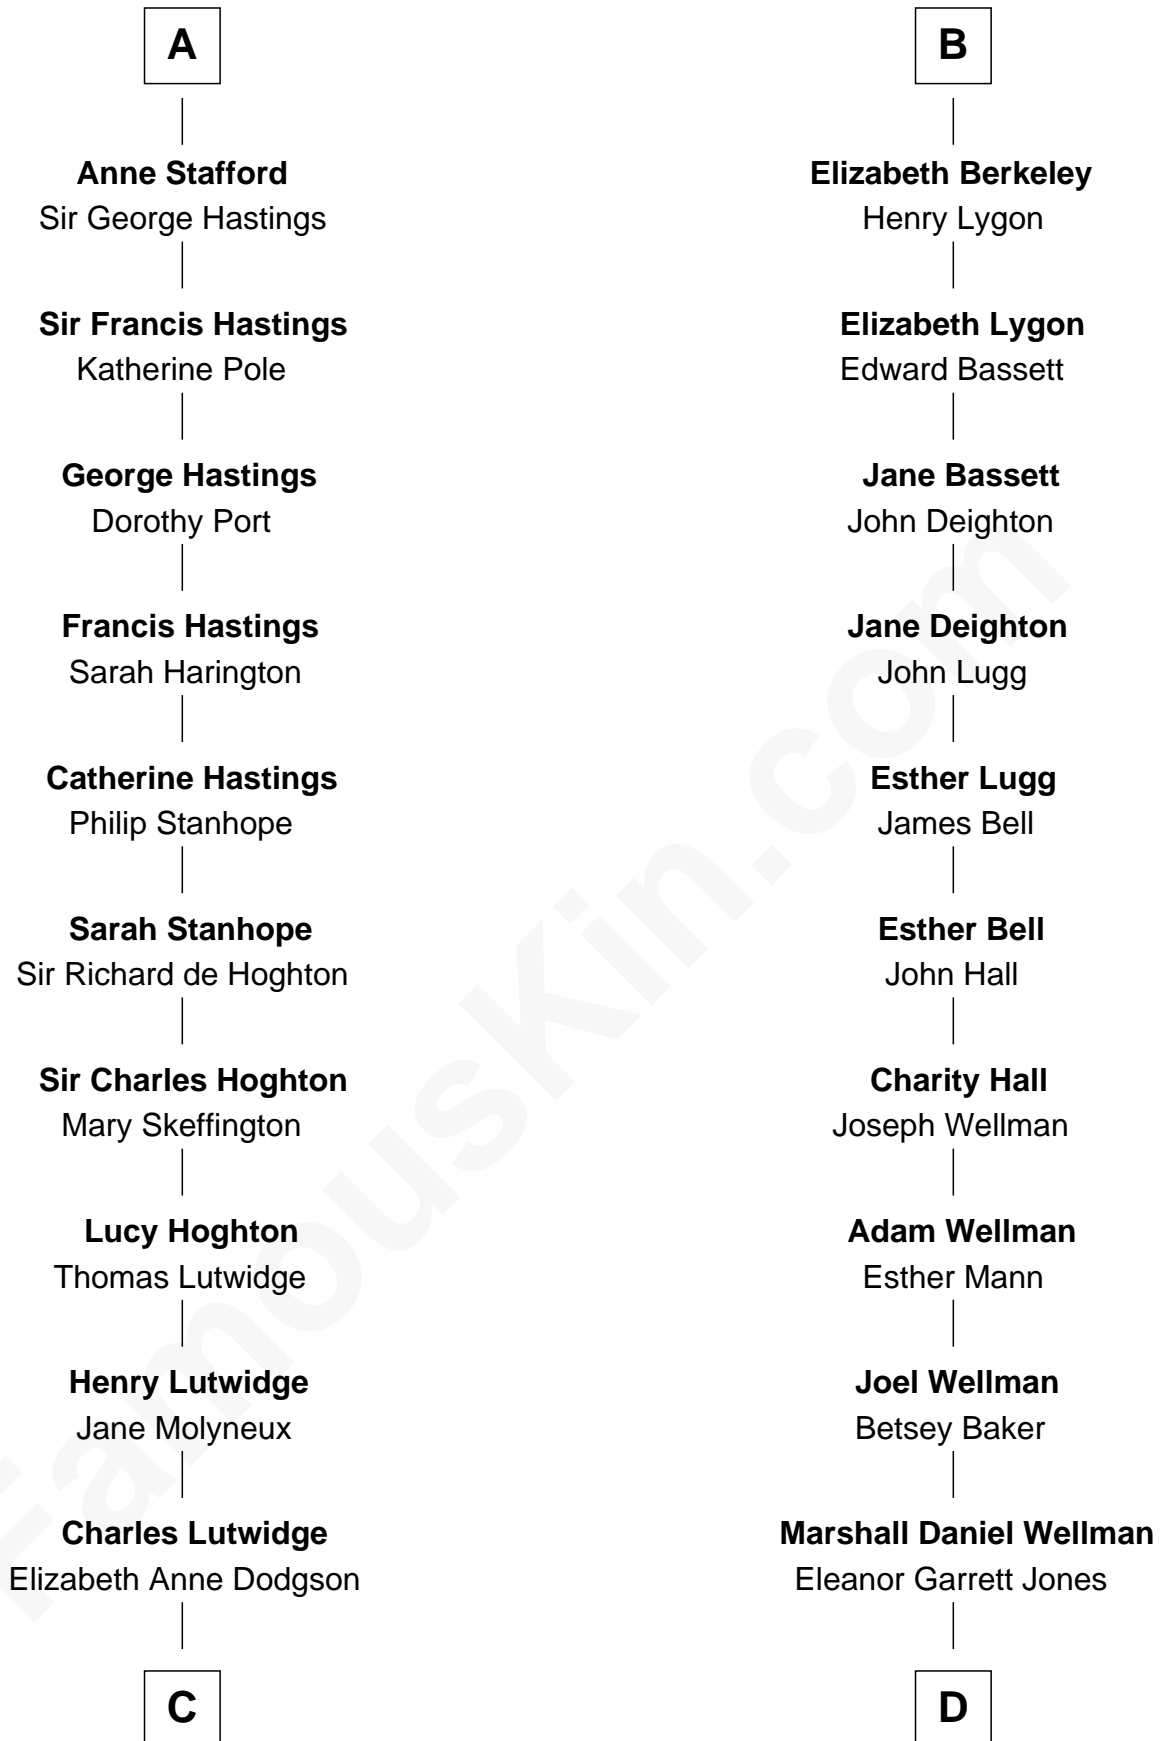 A
Anne Stafford
Sir George Hastings
Sir Francis Hastings
Katherine Pole
George Hastings
Dorothy Port
Francis Hastings
Sarah Harington
Catherine Hastings
Philip Stanhope
Sarah Stanhope
Sir Richard de Hoghton
Sir Charles Hoghton
Mary Skeffington
Lucy Hoghton
Thomas Lutwidge
Henry Lutwidge
Jane Molyneux
Charles Lutwidge
Elizabeth Anne Dodgson
C
B
Elizabeth Berkeley
Henry Lygon
Elizabeth Lygon
Edward Bassett
Jane Bassett
John Deighton
Jane Deighton
John Lugg
Esther Lugg
James Bell
Esther Bell
John Hall
Charity Hall
Joseph Wellman
Adam Wellman
Esther Mann
Joel Wellman
Betsey Baker
Marshall Daniel Wellman
Eleanor Garrett Jones
D
FamousKin.com